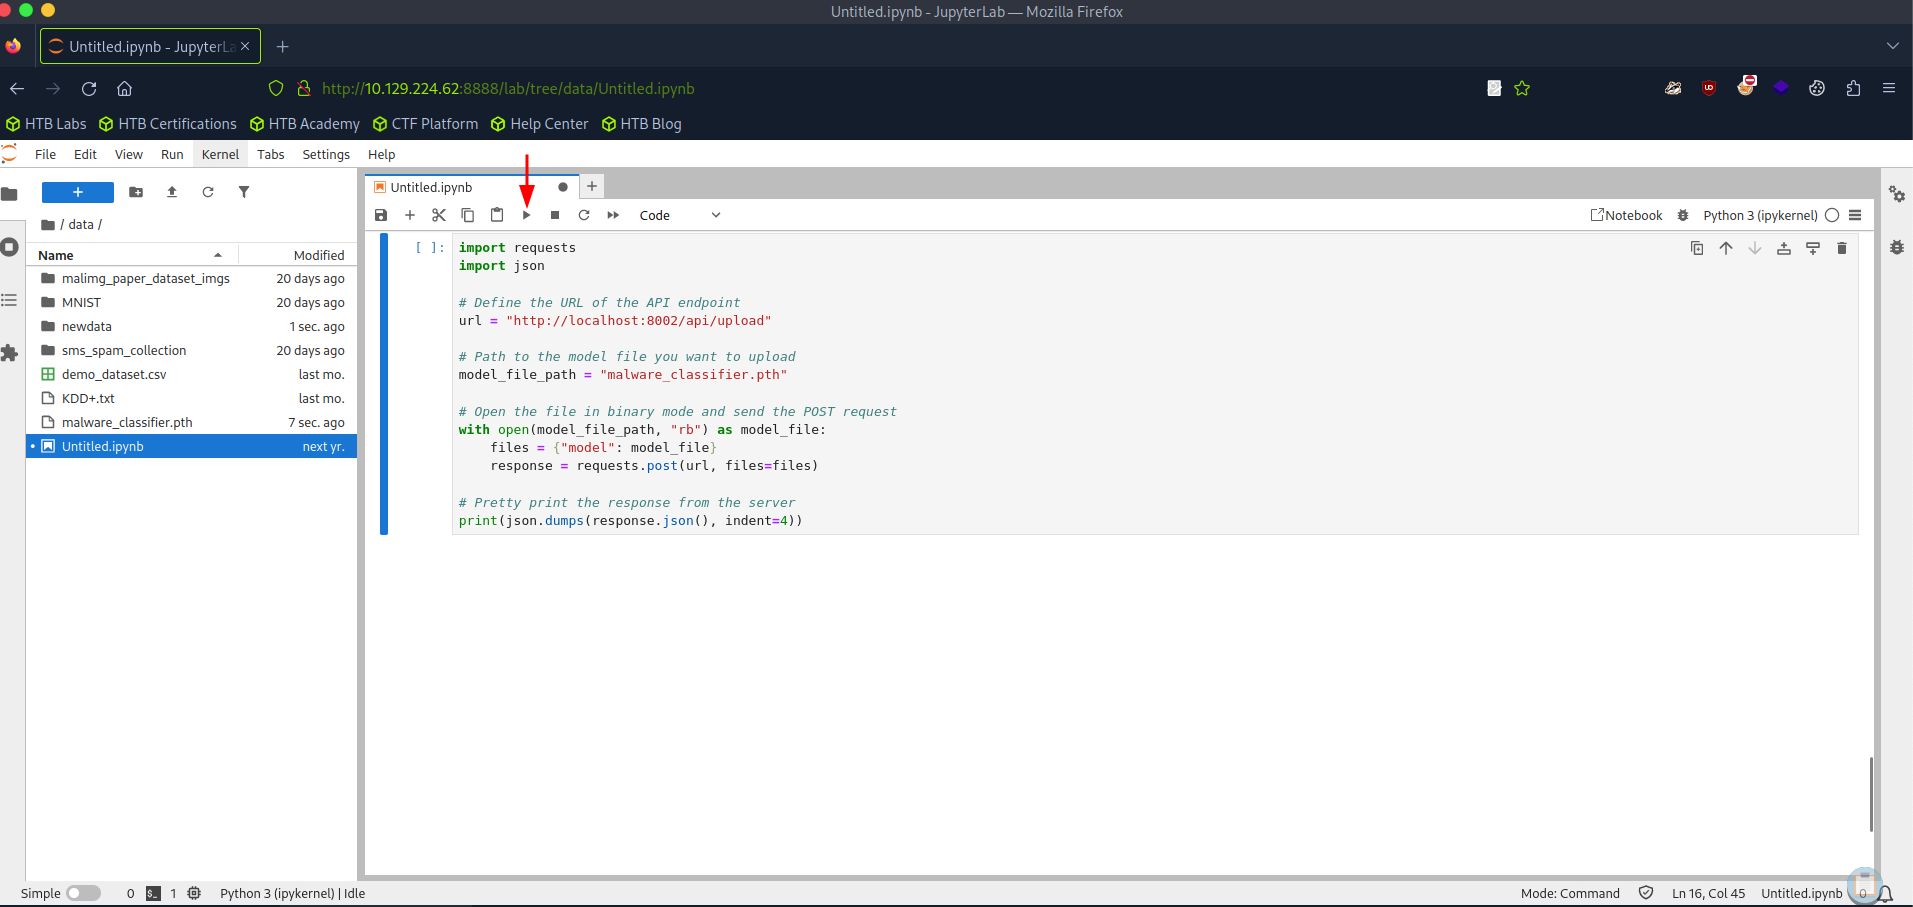 Untitled.ipynb - JupyterLab — Mozilla Firefox
Untitled.ipynb - JupyterLa
http://10.129.224.62:8888/lab/tree/data/Untitled.ipynb
HTB Labs HTB Certifications HTB Academy CTF Platform Help Center HTB Blog
File Edit View Run Kernel Tabs Settings Help
Untitled.ipynb
/ data /
Code
Notebook Python 3 (ipykernel)
Name Modified
malimg_paper_dataset_imgs 20 days ago
MNIST 20 days ago
newdata 1 sec. ago
sms_spam_collection 20 days ago
demo_dataset.csv last mo.
KDD+.txt last mo.
malware_classifier.pth 7 sec. ago
Untitled.ipynb next yr.
[ ]:
import requests
import json
# Define the URL of the API endpoint
url = "http://localhost:8002/api/upload"
# Path to the model file you want to upload
model_file_path = "malware_classifier.pth"
# Open the file in binary mode and send the POST request
with open(model_file_path, "rb") as model_file:
    files = {"model": model_file}
    response = requests.post(url, files=files)
# Pretty print the response from the server
print(json.dumps(response.json(), indent=4))
Simple 0 $_ 1 Python 3 (ipykernel) | Idle
Mode: Command Ln 16, Col 45 Untitled.ipynb 0